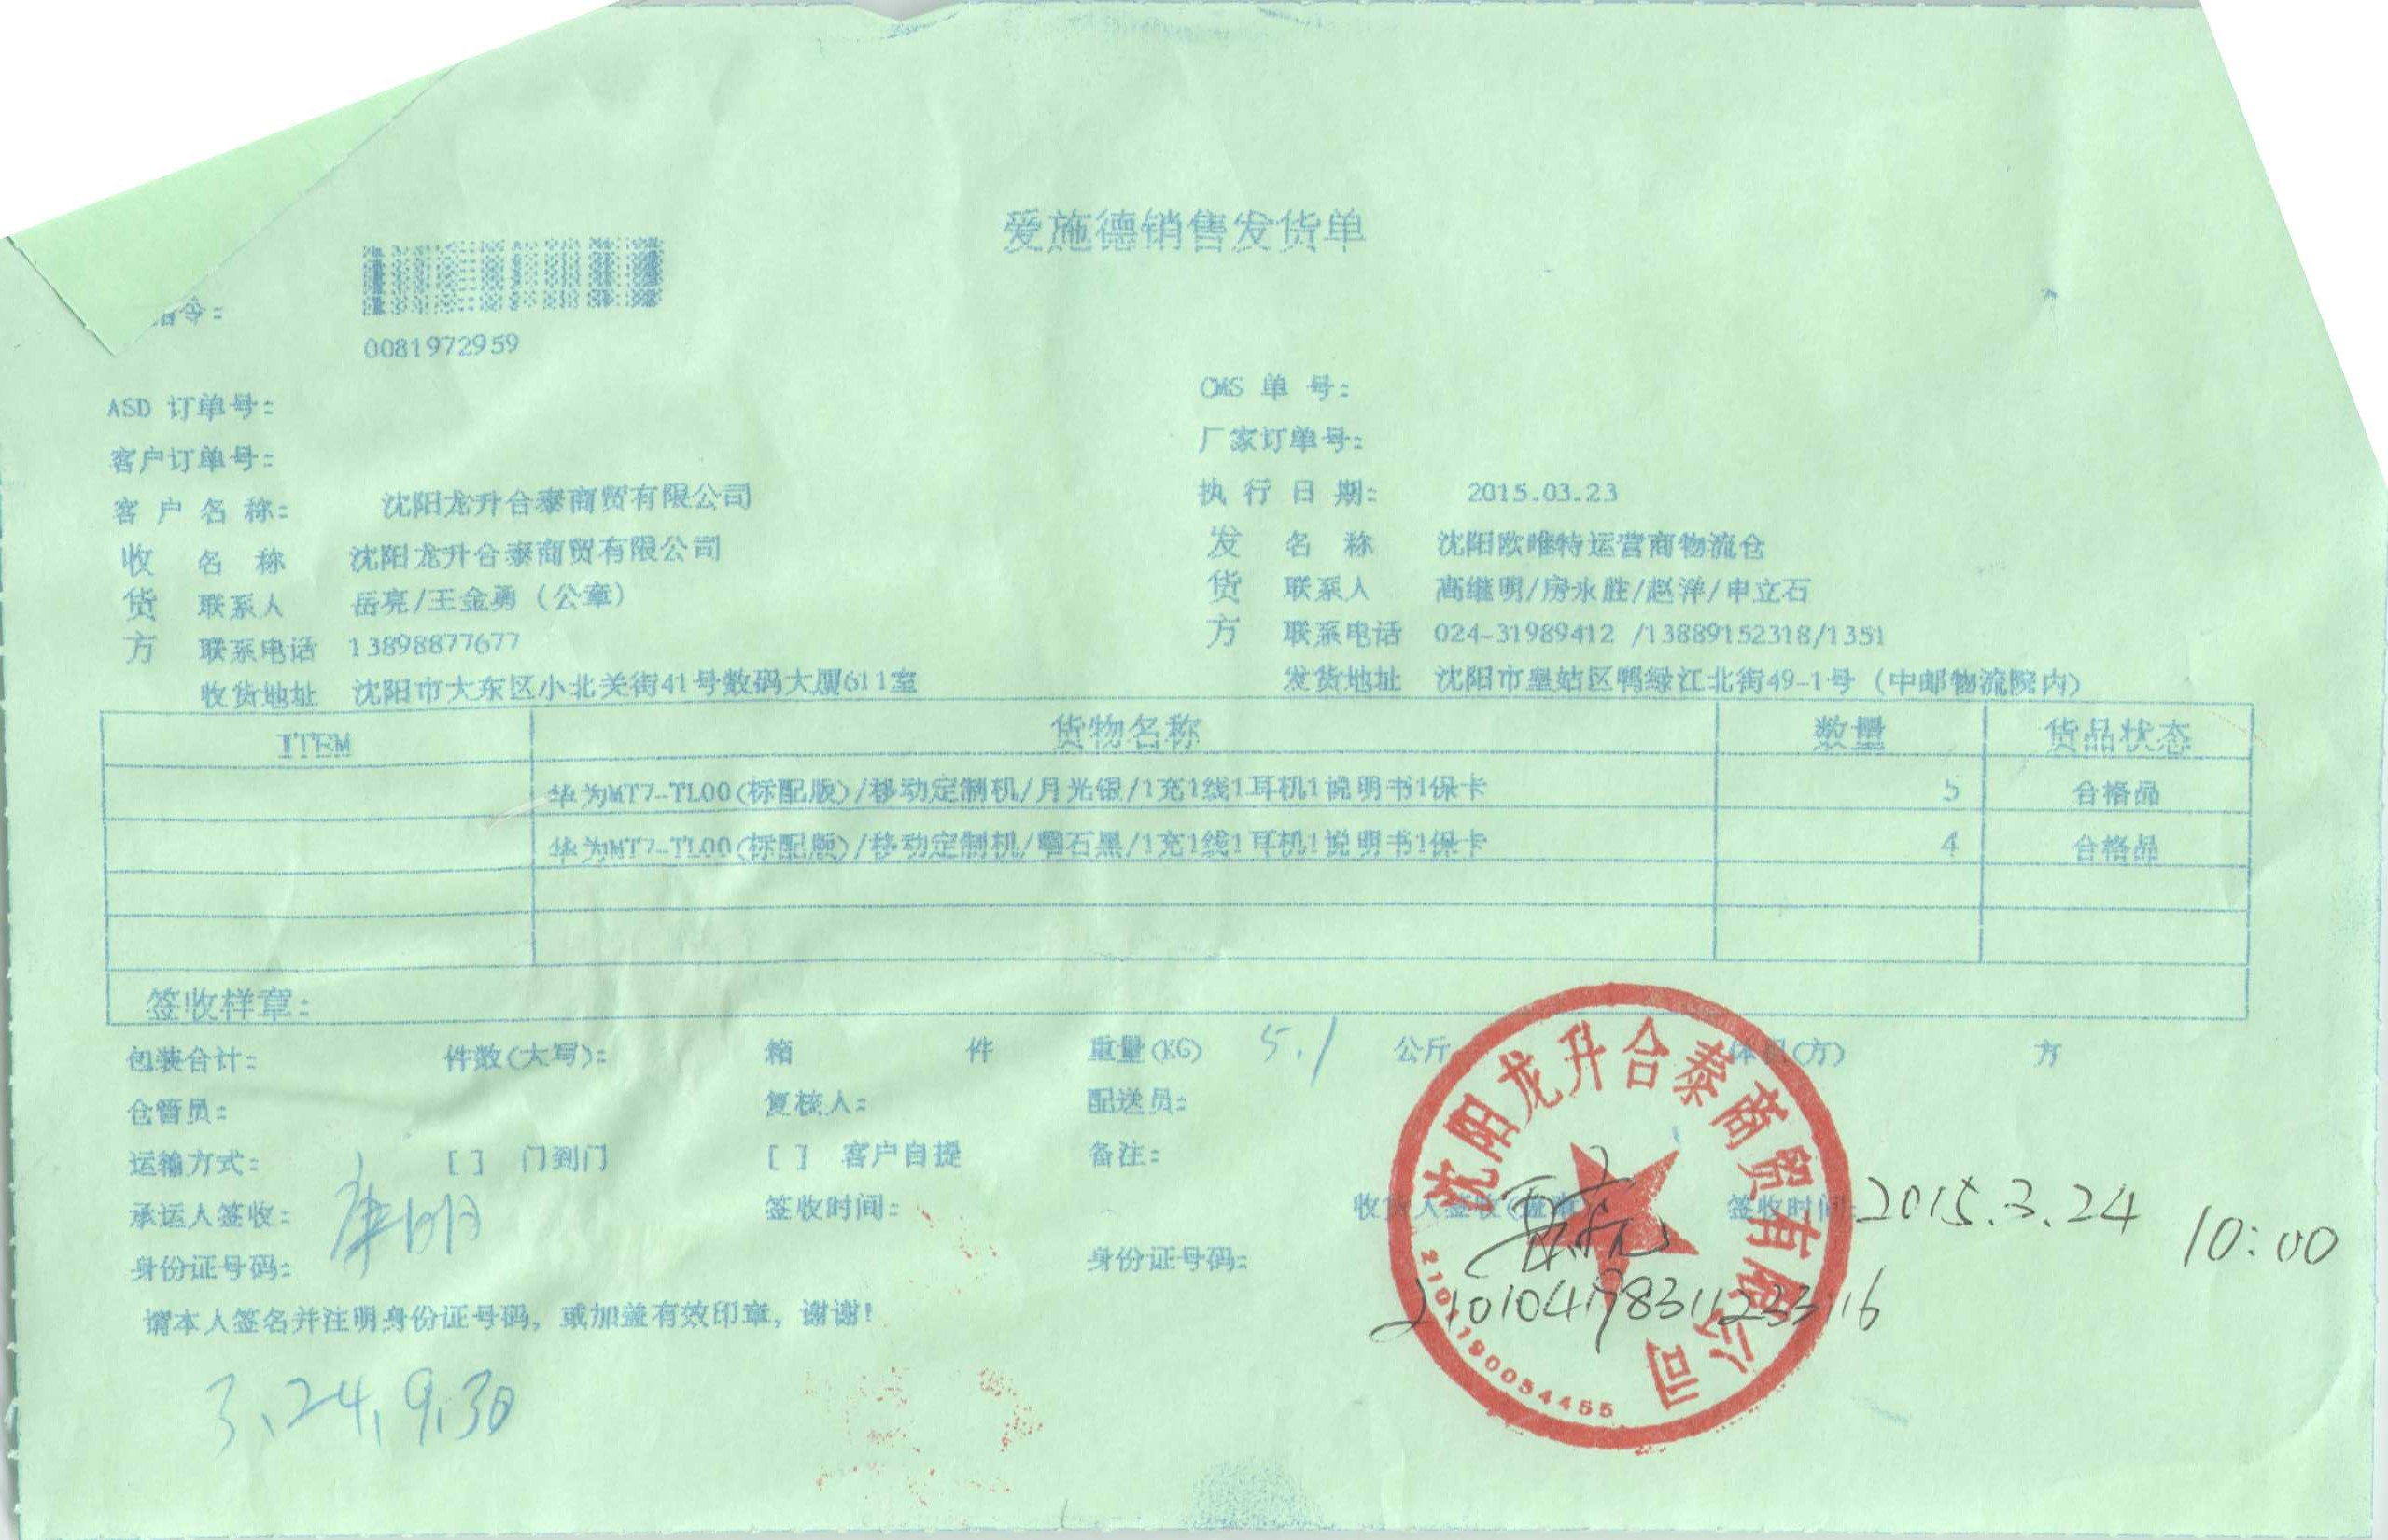 爱施德销售发货单
令:
0081972959
ASD 订单号:
CMS 单 号:
客户订单号:
厂家订单号:
客 户 名 称: 沈阳龙升合泰商贸有限公司
执 行 日 期: 2015.03.23
收 名 称 沈阳龙升合泰商贸有限公司
发 名 称 沈阳欧唯特运营商物流仓
货 联系人 岳亮/王金勇（公章）
货 联系人 高继明/房永胜/赵洋/申立石
方 联系电话 13898877677
方 联系电话 024-31989412 /13889152318/1351
收货地址 沈阳市大东区小北关街41号数码大厦611室
发货地址 沈阳市皇姑区鸭绿江北街49-1号（中邮物流院内）
ITEM 货物名称 数量 货品状态
华为MT7-TL00(标配版)/移动定制机/月光银/1充1线1耳机1说明书1保卡 5 合格品
华为MT7-TL00(标配版)/移动定制机/曜石黑/1充1线1耳机1说明书1保卡 4 合格品
签收样章:
包装合计: 件数(大写): 箱 件 重量(KG) 5.1 公斤 体积(方) 方
仓管员: 复核人: 配送员:
运输方式: [ ] 门到门 [ ] 客户自提 备注:
承运人签收: 签收时间: 收货人签收(盖章) 岳亮 签收时间: 2015.3.24 10:00
身份证号码: 身份证号码:
请本人签名并注明身份证号码，或加盖有效印章，谢谢!
3.24.9.30
沈阳龙升合泰商贸有限公司